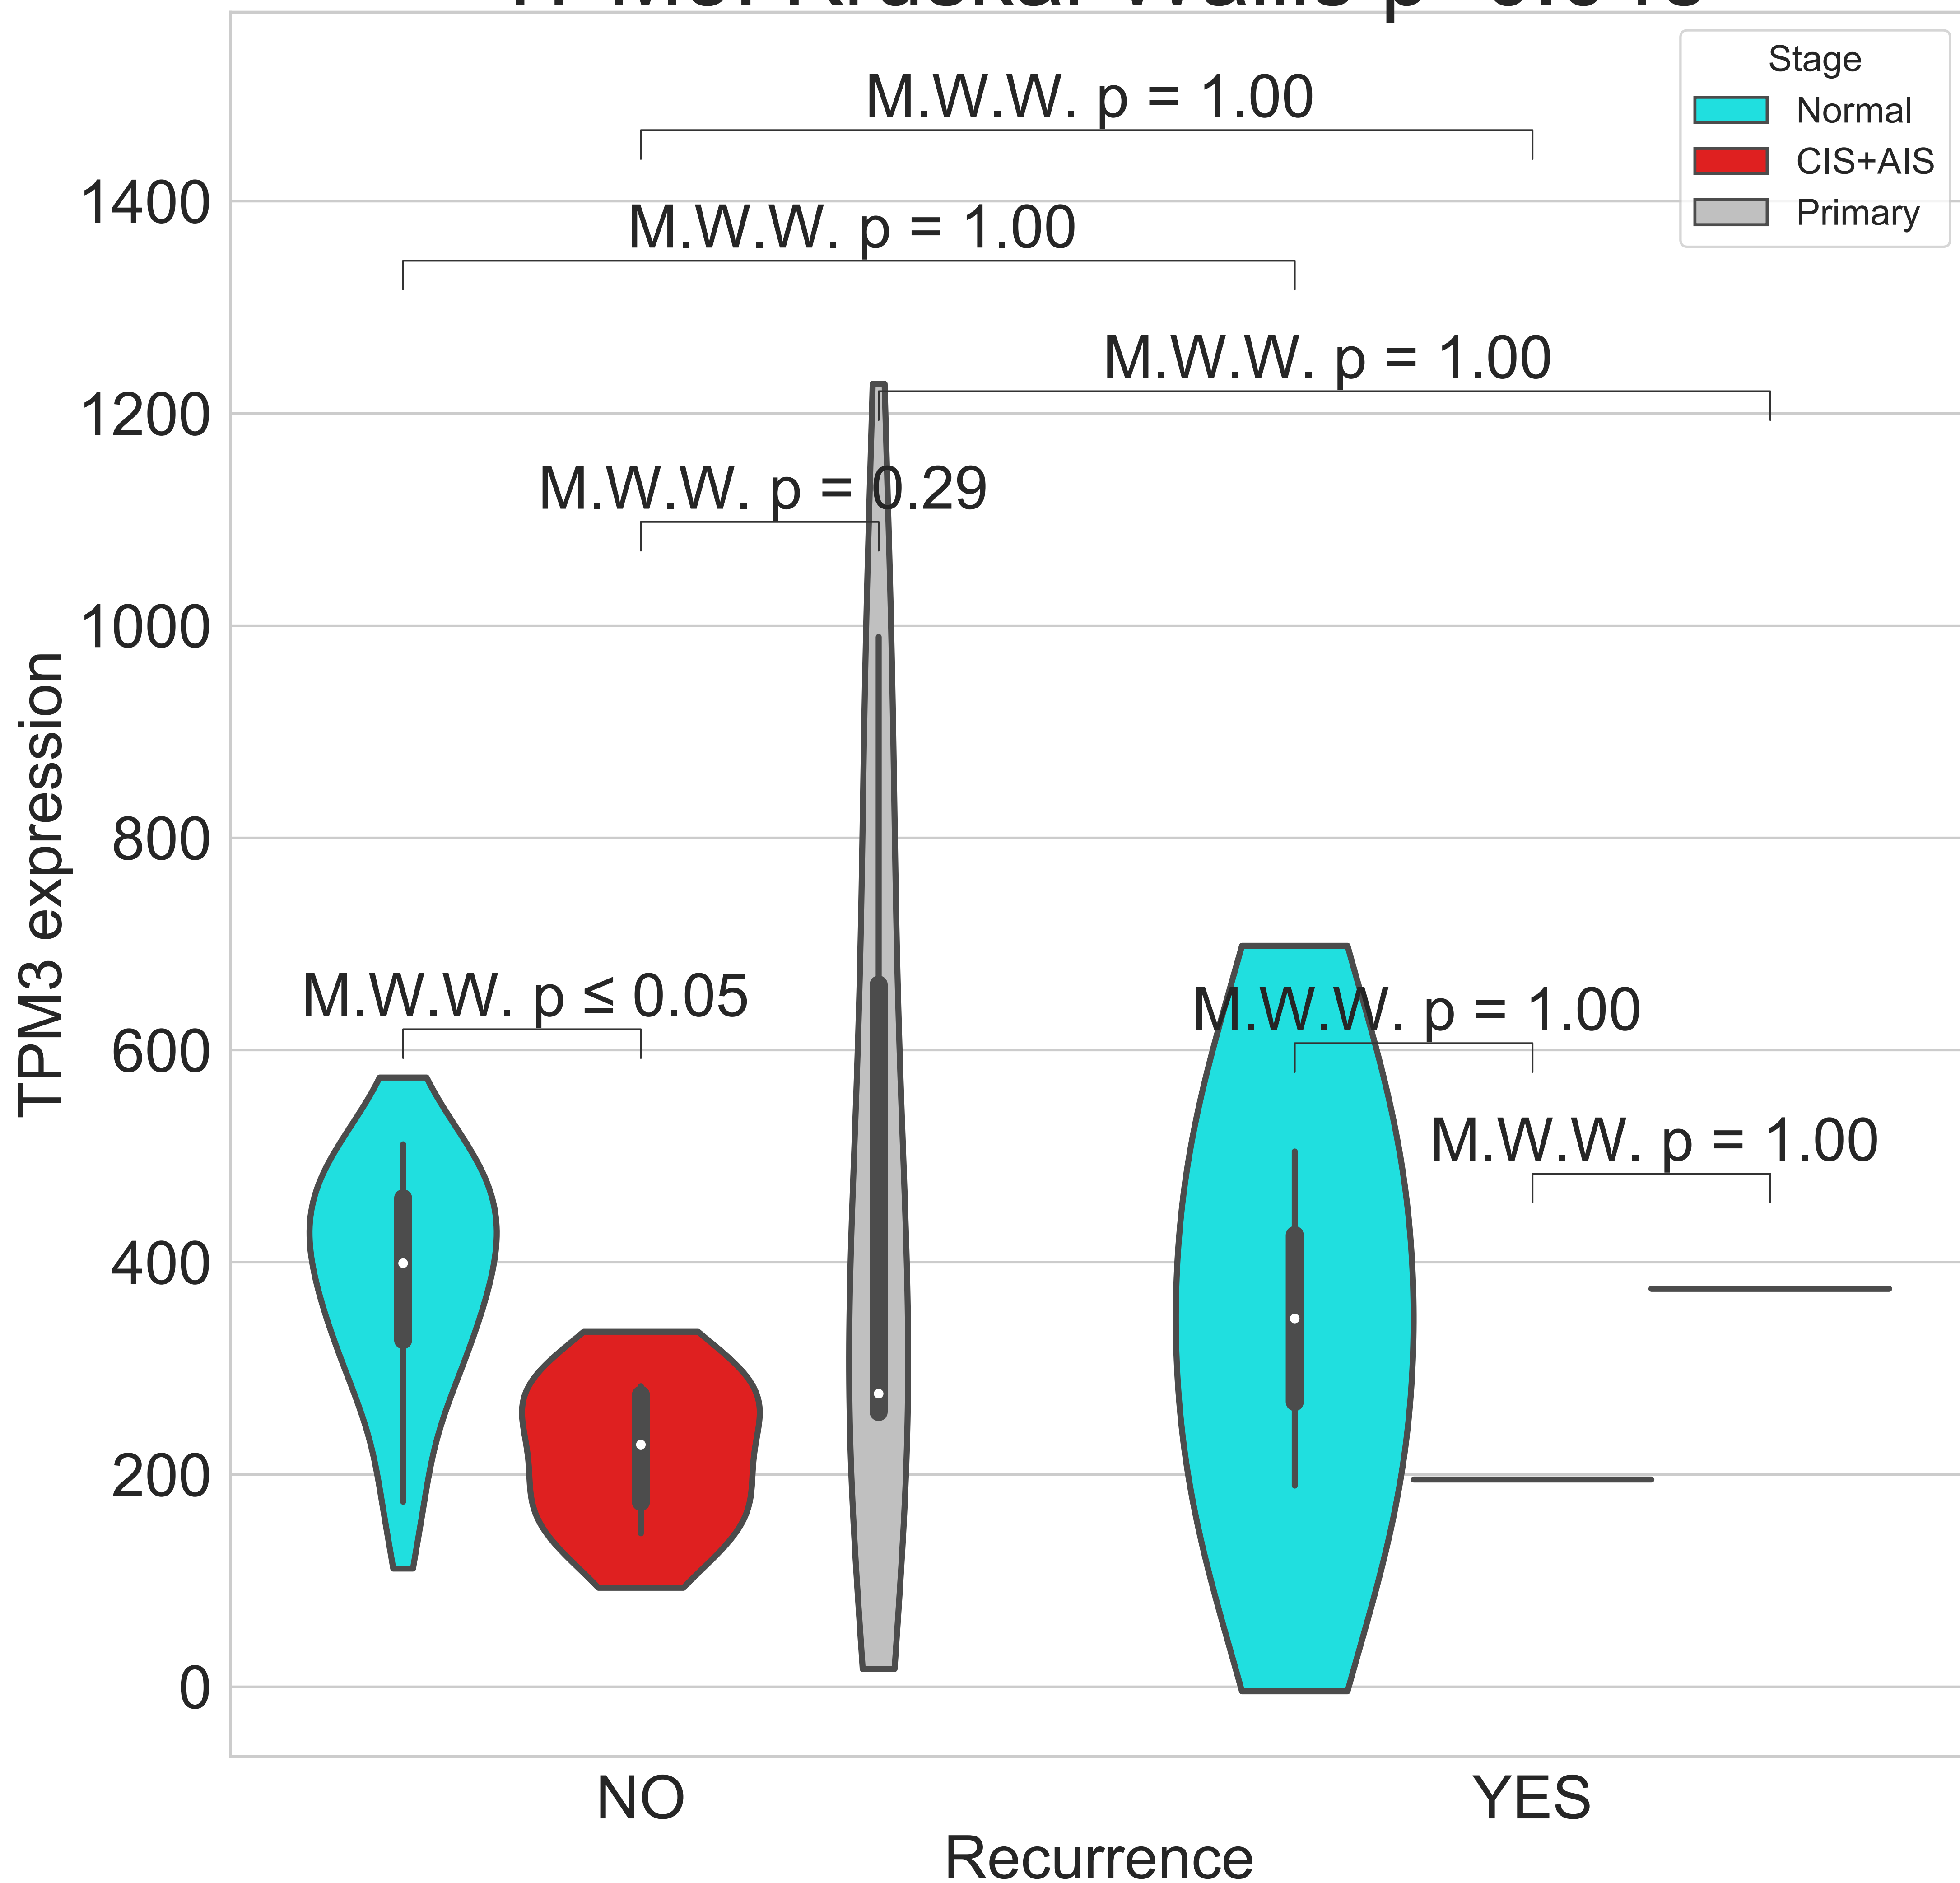 Stage
Normal
CIS+AIS
Primary
M.W.W. p = 1.00
M.W.W. p = 1.00
M.W.W. p = 1.00
M.W.W. p = 0.29
M.W.W. p ≤ 0.05
M.W.W. p = 1.00
M.W.W. p = 1.00
1400
1200
1000
800
600
400
200
0
TPM3 expression
NO
YES
Recurrence